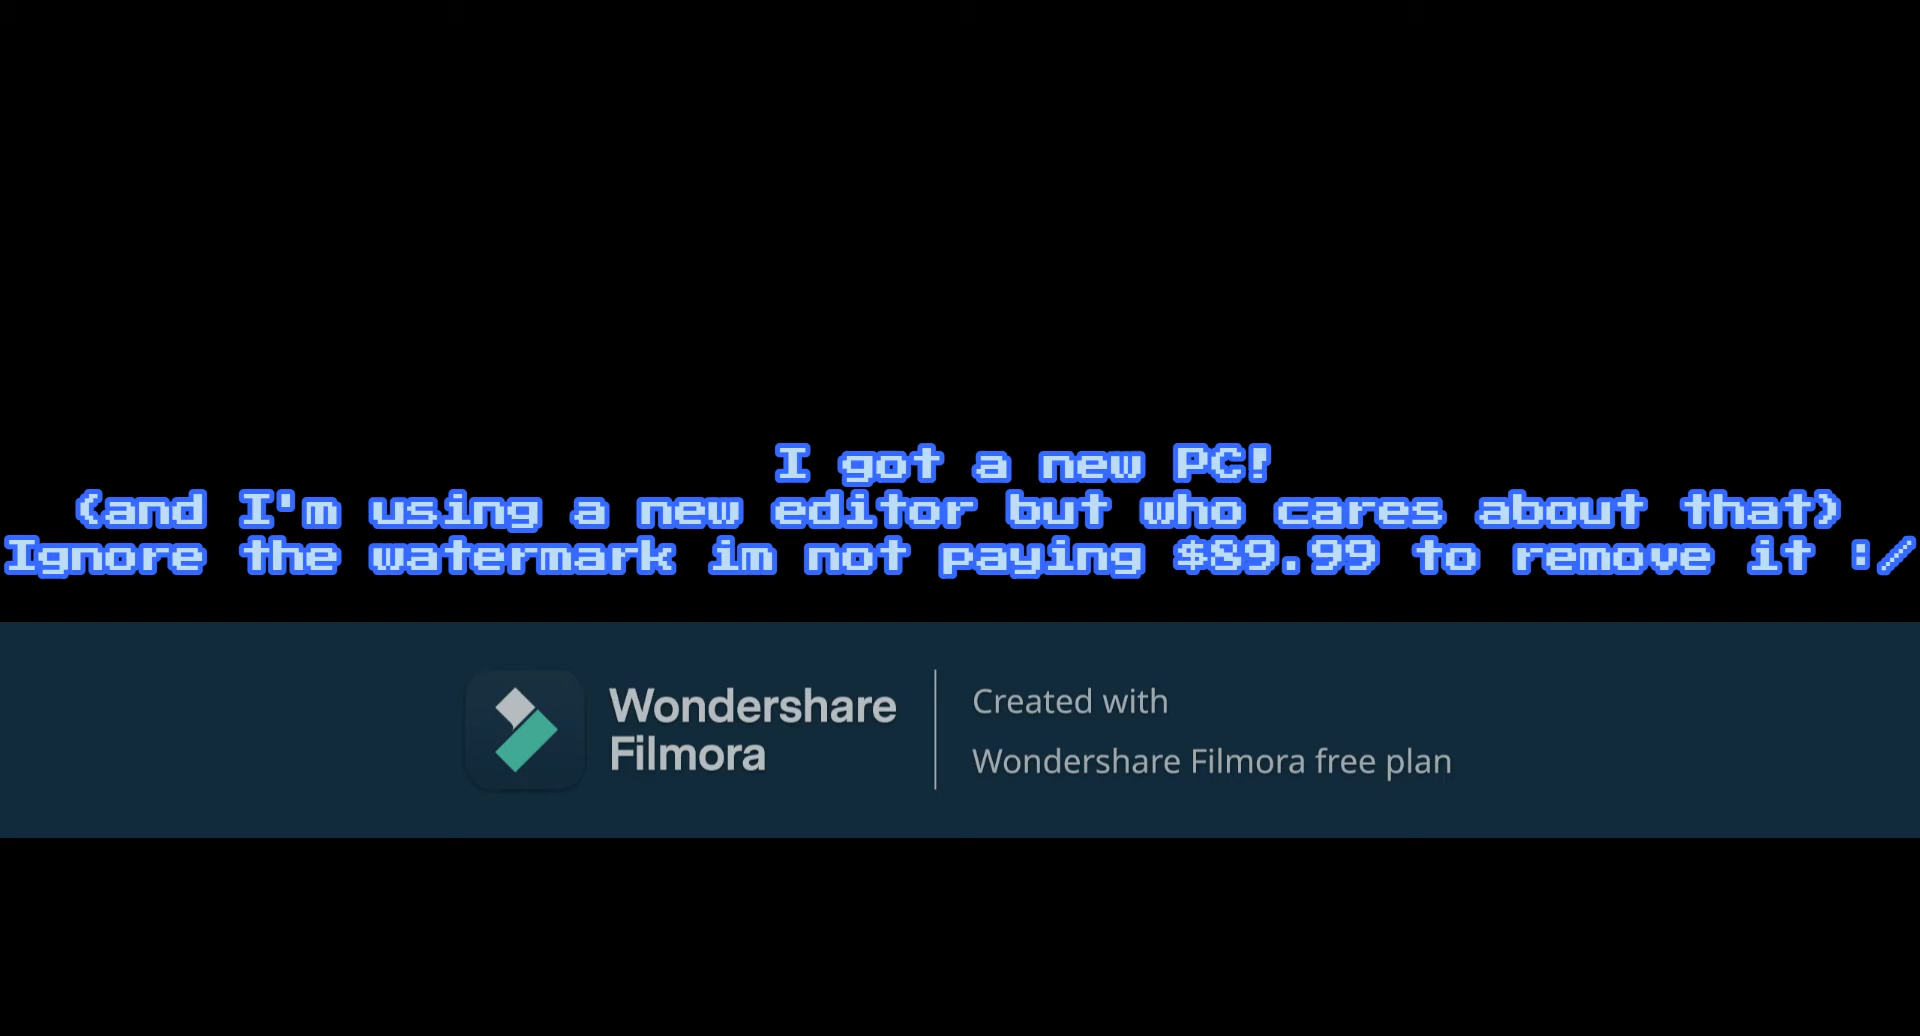 I got a new PC!
(and I'm using a new editor but who cares about that)
Ignore the watermark im not paying $89.99 to remove it :/
Wondershare
Filmora
Created with
Wondershare Filmora free plan